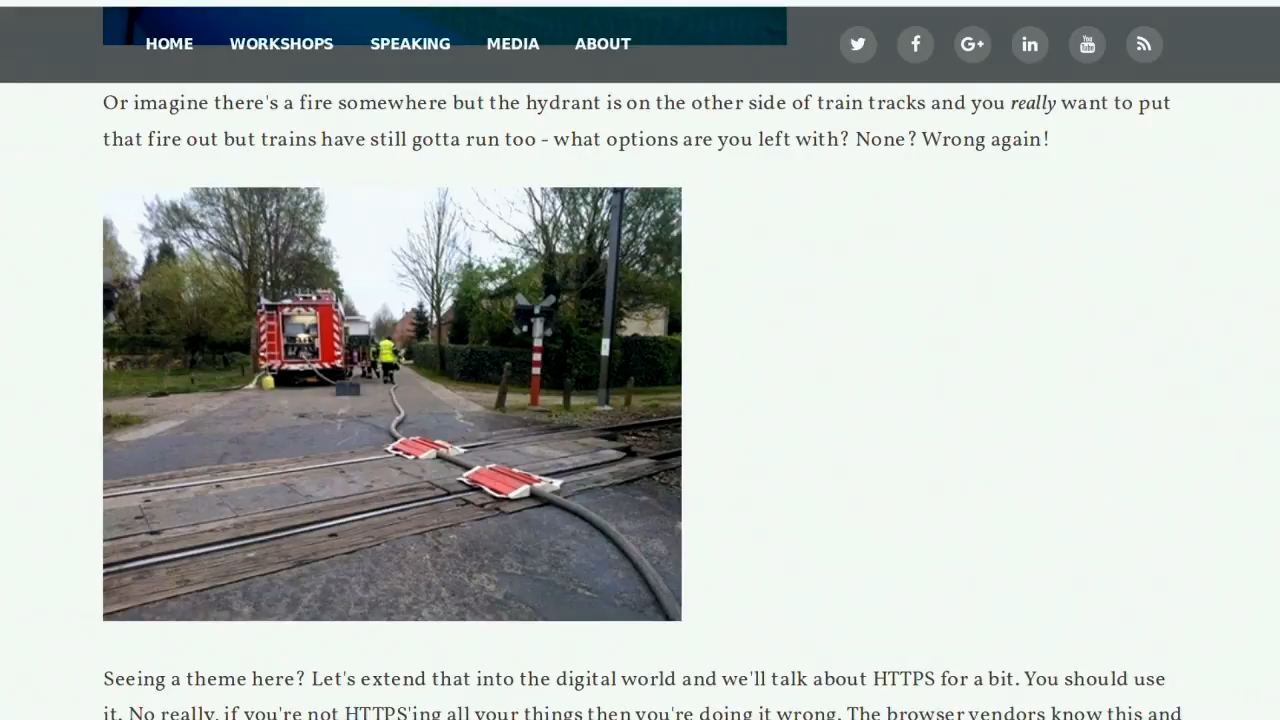 HOME WORKSHOPS SPEAKING MEDIA ABOUT
Or imagine there's a fire somewhere but the hydrant is on the other side of train tracks and you really want to put
that fire out but trains have still gotta run too - what options are you left with? None? Wrong again!
Seeing a theme here? Let's extend that into the digital world and we'll talk about HTTPS for a bit. You should use
it. No really, if you're not HTTPS'ing all your things then you're doing it wrong. The browser vendors know this and